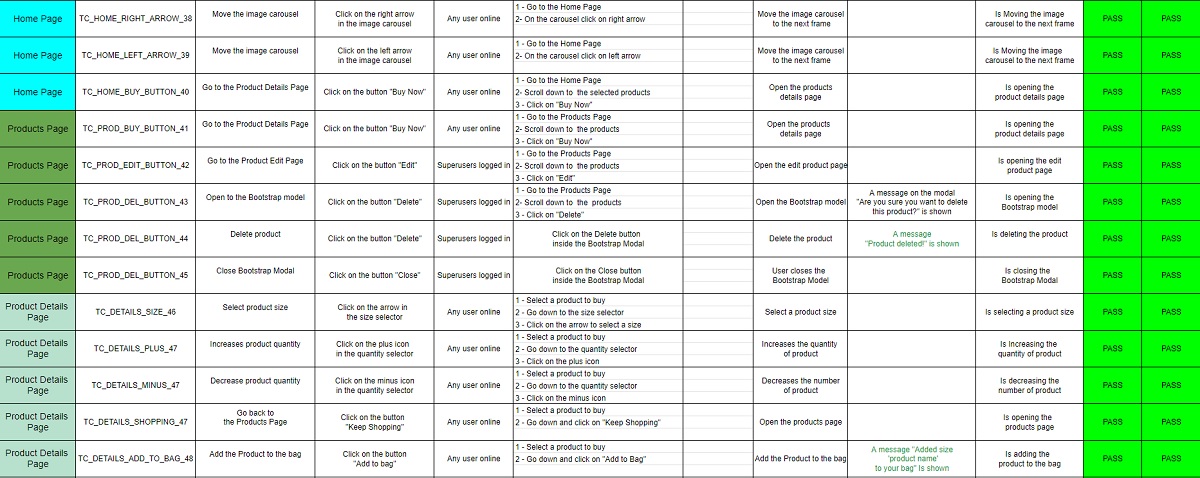 Home Page
TC_HOME_RIGHT_ARROW_38
Move the image carousel
Click on the right arrow
in the image carousel
Any user online
1 - Go to the Home Page
2- On the carousel click on right arrow
Move the image carousel
to the next frame
Is Moving the image
carousel to the next frame
PASS
PASS
Home Page
TC_HOME_LEFT_ARROW_39
Move the image carousel
Click on the left arrow
in the image carousel
Any user online
1 - Go to the Home Page
2- On the carousel click on left arrow
Move the image carousel
to the next frame
Is Moving the image
carousel to the next frame
PASS
PASS
Home Page
TC_HOME_BUY_BUTTON_40
Go to the Product Details Page
Click on the button "Buy Now"
Any user online
1 - Go to the Home Page
2- Scroll down to the selected products
3 - Click on "Buy Now"
Open the products
details page
Is opening the
product details page
PASS
PASS
Products Page
TC_PROD_BUY_BUTTON_41
Go to the Product Details Page
Click on the button "Buy Now"
Any user online
1 - Go to the Products Page
2- Scroll down to the products
3 - Click on "Buy Now"
Open the products
details page
Is opening the
product details page
PASS
PASS
Products Page
TC_PROD_EDIT_BUTTON_42
Go to the Product Edit Page
Click on the button "Edit"
Superusers logged in
1 - Go to the Products Page
2- Scroll down to the products
3 - Click on "Edit"
Open the edit product page
Is opening the edit
product page
PASS
PASS
Products Page
TC_PROD_DEL_BUTTON_43
Open to the Bootstrap model
Click on the button "Delete"
Superusers logged in
1 - Go to the Products Page
2- Scroll down to the products
3 - Click on "Delete"
Open the Bootstrap model
A message on the modal
"Are you sure you want to delete
this product?" is shown
Is opening the
Bootstrap model
PASS
PASS
Products Page
TC_PROD_DEL_BUTTON_44
Delete product
Click on the button "Delete"
Superusers logged in
Click on the Delete button
inside the Bootstrap Modal
Delete the product
A message
"Product deleted!" is shown
Is deleting the product
PASS
PASS
Products Page
TC_PROD_DEL_BUTTON_45
Close Bootstrap Modal
Click on the button "Close"
Superusers logged in
Click on the Close button
inside the Bootstrap Modal
User closes the
Bootstrap Model
Is closing the
Bootstrap Modal
PASS
PASS
Product Details
Page
TC_DETAILS_SIZE_46
Select product size
Click on the arrow in
the size selector
Any user online
1 - Select a product to buy
2 - Go down to the size selector
3 - Click on the arrow to select a size
Select a product size
Is selecting a product size
PASS
PASS
Product Details
Page
TC_DETAILS_PLUS_47
Increases product quantity
Click on the plus icon
in the quantity selector
Any user online
1 - Select a product to buy
2 - Go down to the quantity selector
3 - Click on the plus icon
Increases the quantity
of product
Is Increasing the
quantity of product
PASS
PASS
Product Details
Page
TC_DETAILS_MINUS_47
Decrease product quantity
Click on the minus icon
in the quantity selector
Any user online
1 - Select a product to buy
2 - Go down to the quantity selector
3 - Click on the minus icon
Decreases the number
of product
Is decreasing the
number of product
PASS
PASS
Product Details
Page
TC_DETAILS_SHOPPING_47
Go back to
the Products Page
Click on the button
"Keep Shopping"
Any user online
1 - Select a product to buy
2 - Go down and click on "Keep Shopping"
Open the products page
Is opening the
products page
PASS
PASS
Product Details
Page
TC_DETAILS_ADD_TO_BAG_48
Add the Product to the bag
Click on the button
"Add to bag"
Any user online
1 - Select a product to buy
2 - Go down and click on "Add to Bag"
Add the Product to the bag
A message "Added size
'product name'
to your bag" Is shown
Is adding the
product to the bag
PASS
PASS